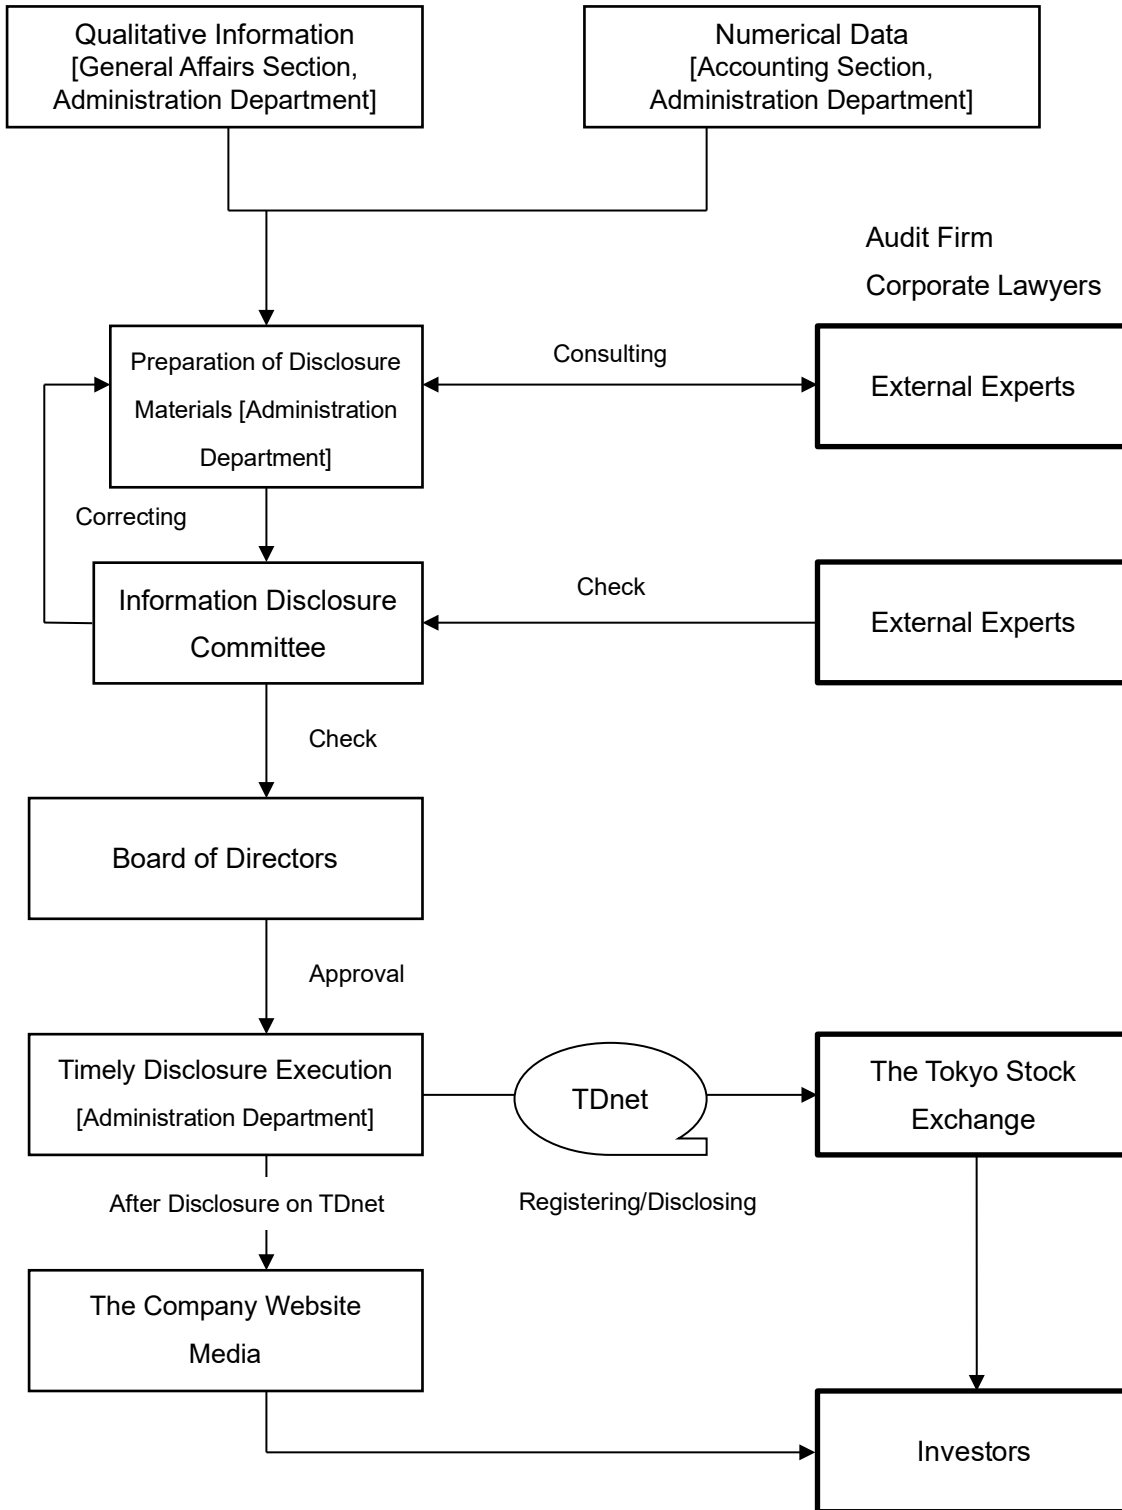 Qualitative Information
[General Affairs Section,
Administration Department]
Numerical Data
[Accounting Section,
Administration Department]
Audit Firm
Corporate Lawyers
Preparation of Disclosure
Materials [Administration
Department]
Consulting
External Experts
Correcting
Information Disclosure
Committee
Check
External Experts
Check
Board of Directors
Approval
Timely Disclosure Execution
[Administration Department]
TDnet
The Tokyo Stock
Exchange
After Disclosure on TDnet
Registering/Disclosing
The Company Website
Media
Investors